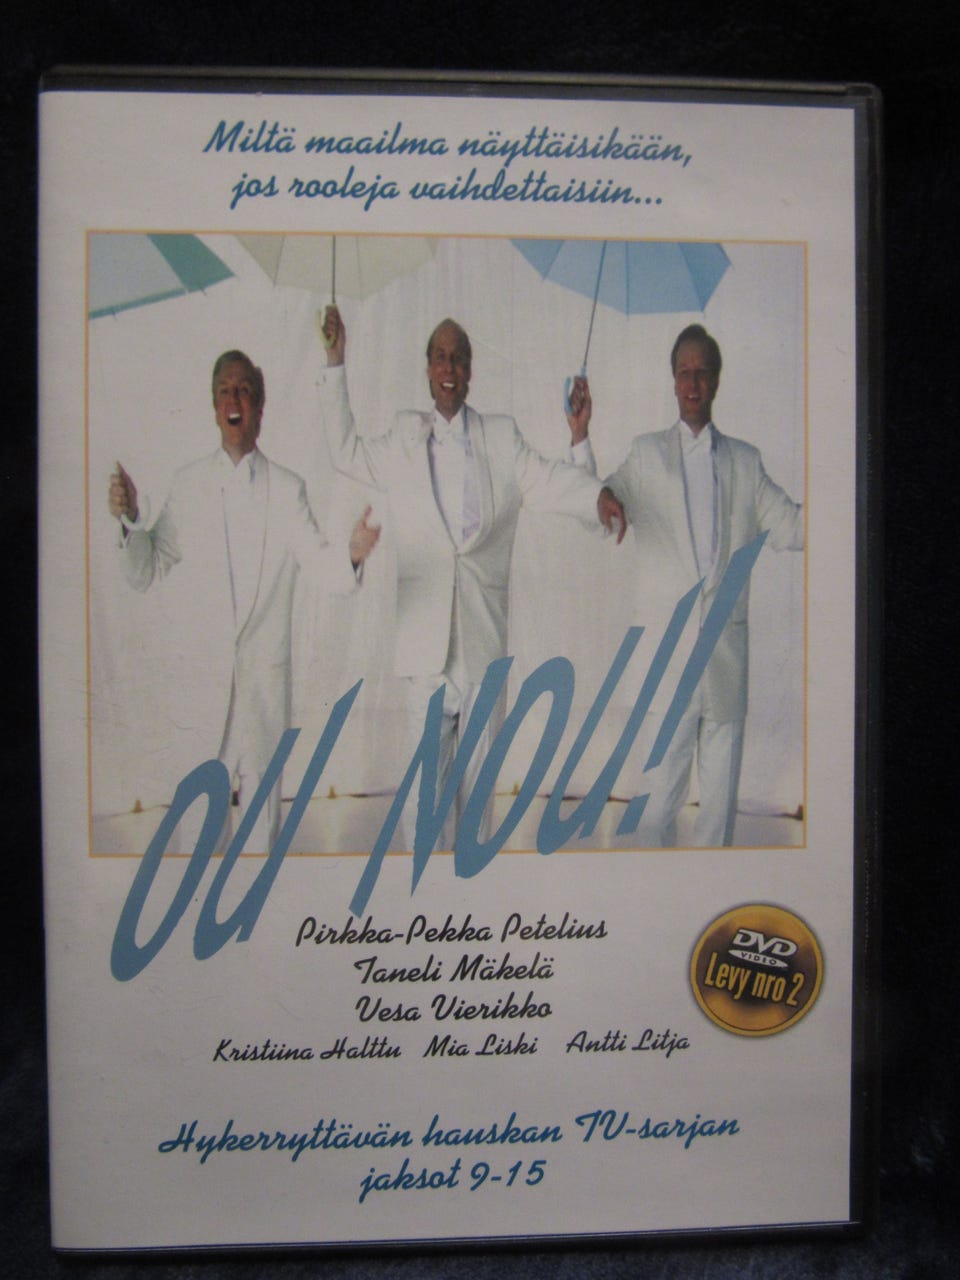 Miltä maailma näyttäisikään,
jos rooleja vaihdettaisiin...
OU NOU!!
Pirkka-Pekka Petelius
Taneli Mäkelä
Vesa Vierikko
Kristiina Halttu Mia Liski Antti Litja
DVD
VIDEO
Levy nro 2
Hykerryttävän hauskan TV-sarjan
jaksot 9-15